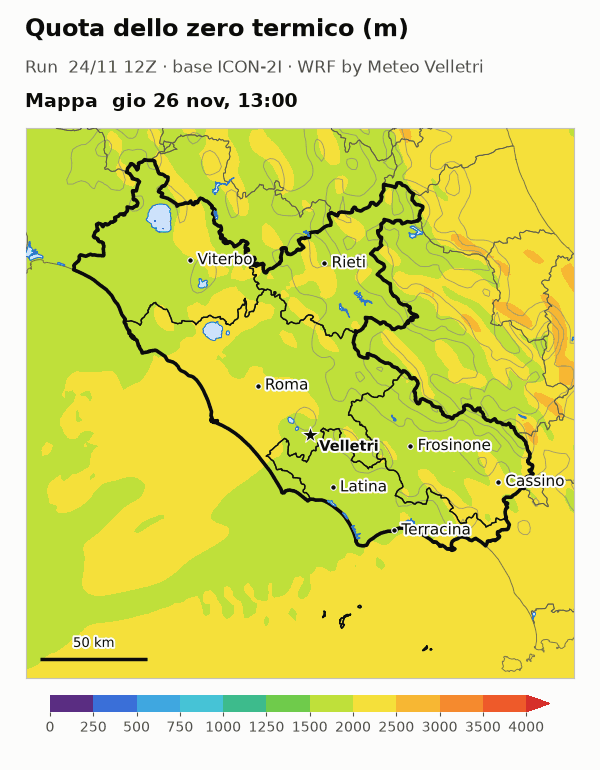 Quota dello zero termico (m)
Run 24/11 12Z · base ICON-2I · WRF by Meteo Velletri
Mappa gio 26 nov, 13:00
Viterbo
Rieti
Roma
Velletri
Frosinone
Cassino
Latina
Terracina
50 km
0 250 500 750 1000 1250 1500 2000 2500 3000 3500 4000